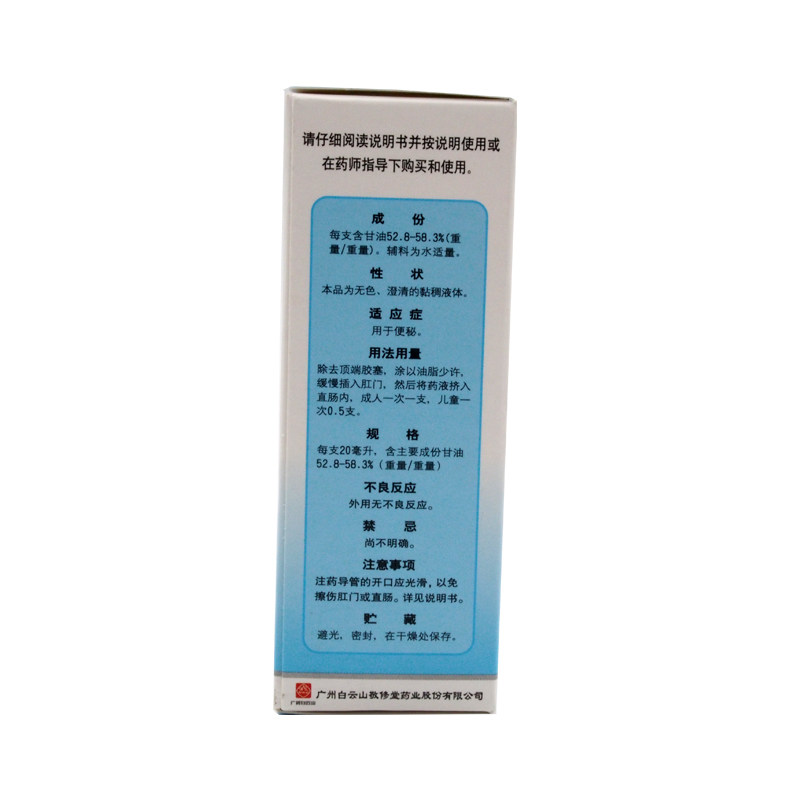 请仔细阅读说明书并按说明使用或
在药师指导下购买和使用。
成 份
每支含甘油52.8-58.3%(重
量/重量)。辅料为水适量。
性 状
本品为无色、澄清的黏稠液体。
适 应 症
用于便秘。
用法用量
除去顶端胶塞，涂以油脂少许，
缓慢插入肛门，然后将药液挤入
直肠内，成人一次一支，儿童一
次0.5支。
规 格
每支20毫升，含主要成份甘油
52.8-58.3%（重量/重量）
不良反应
外用无不良反应。
禁 忌
尚不明确。
注意事项
注药导管的开口应光滑，以免
擦伤肛门或直肠。详见说明书。
贮 藏
避光，密封，在干燥处保存。
广州白云山敬修堂药业股份有限公司